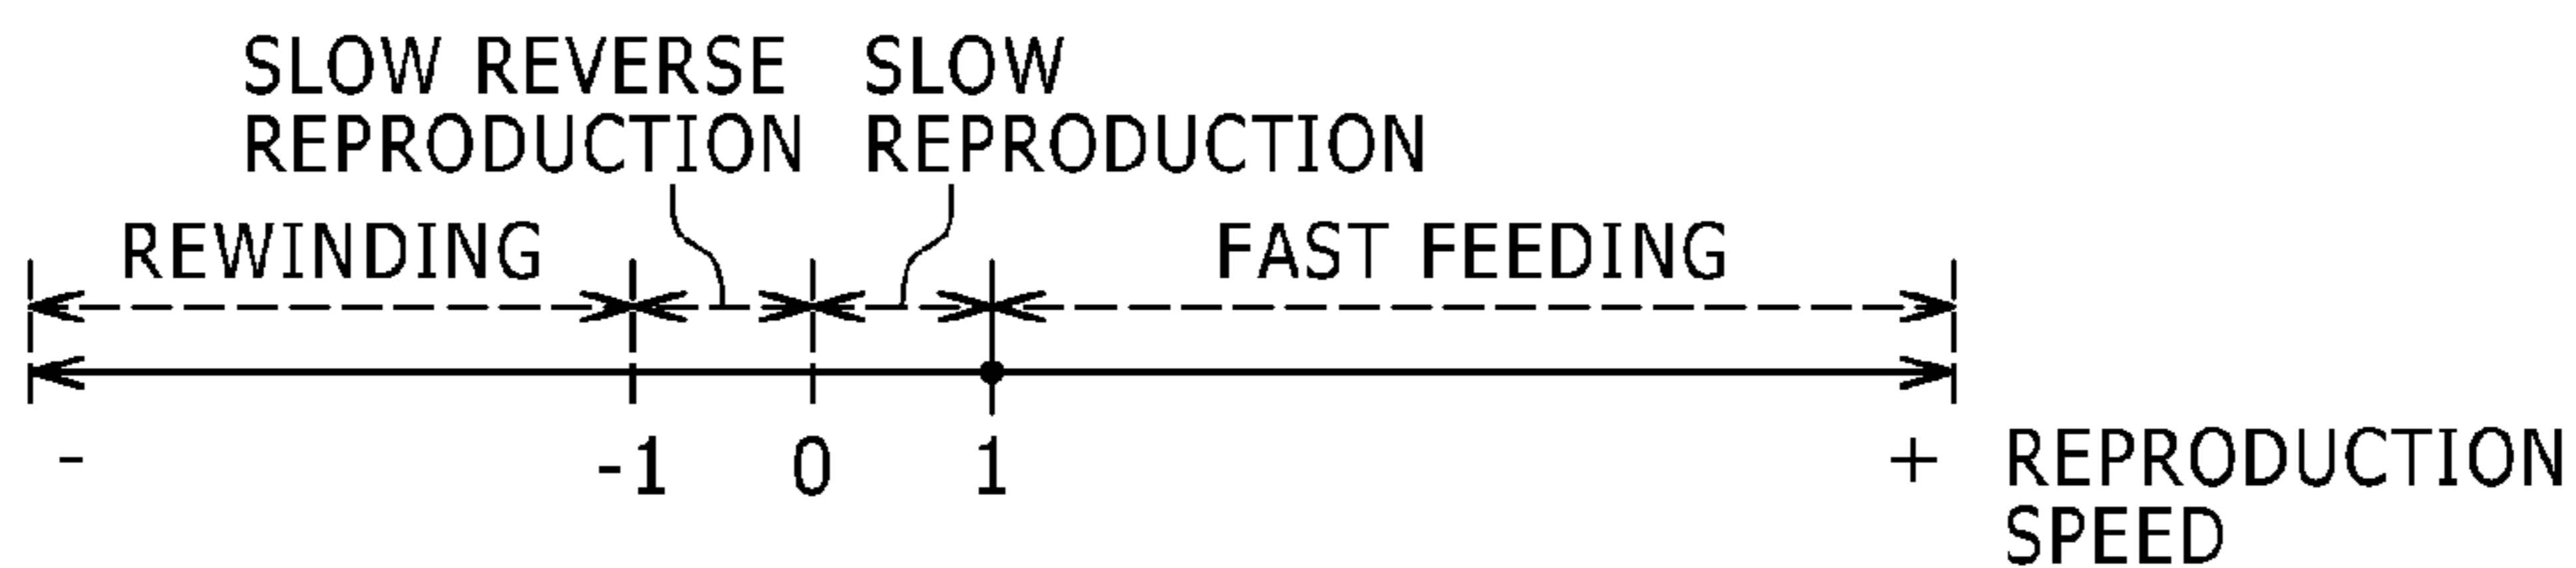 SLOW REVERSE
REPRODUCTION
SLOW
REPRODUCTION
REWINDING
FAST FEEDING
- -1 0 1 +
REPRODUCTION
SPEED